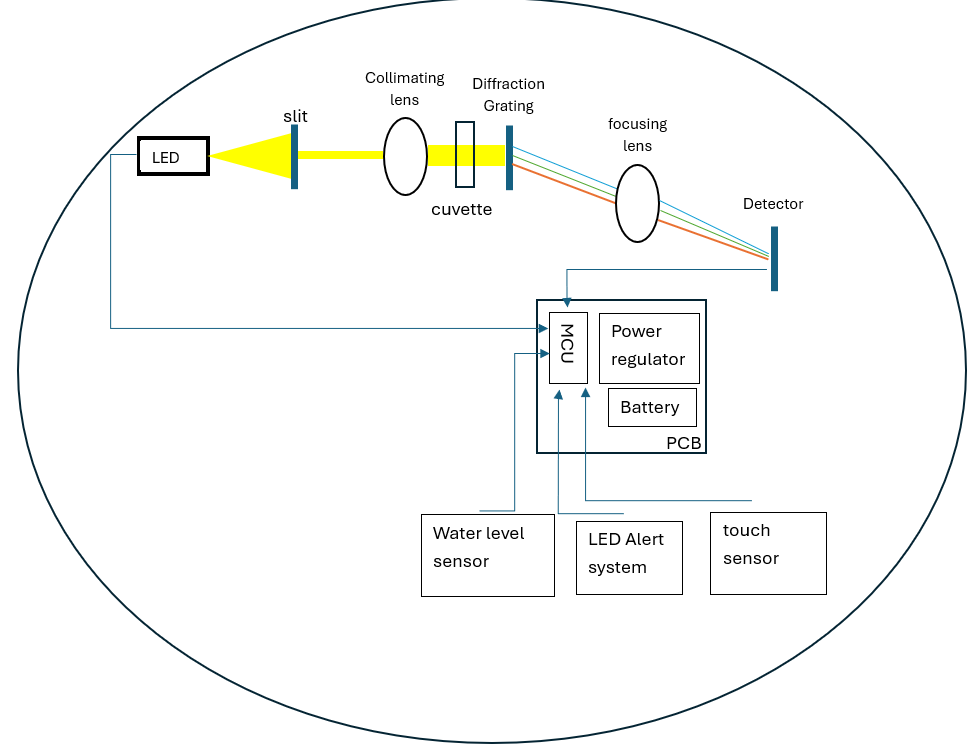 Collimating
lens
Diffraction
Grating
slit
focusing
lens
LED
cuvette
Detector
MCU
Power
regulator
Battery
PCB
Water level
sensor
LED Alert
system
touch
sensor